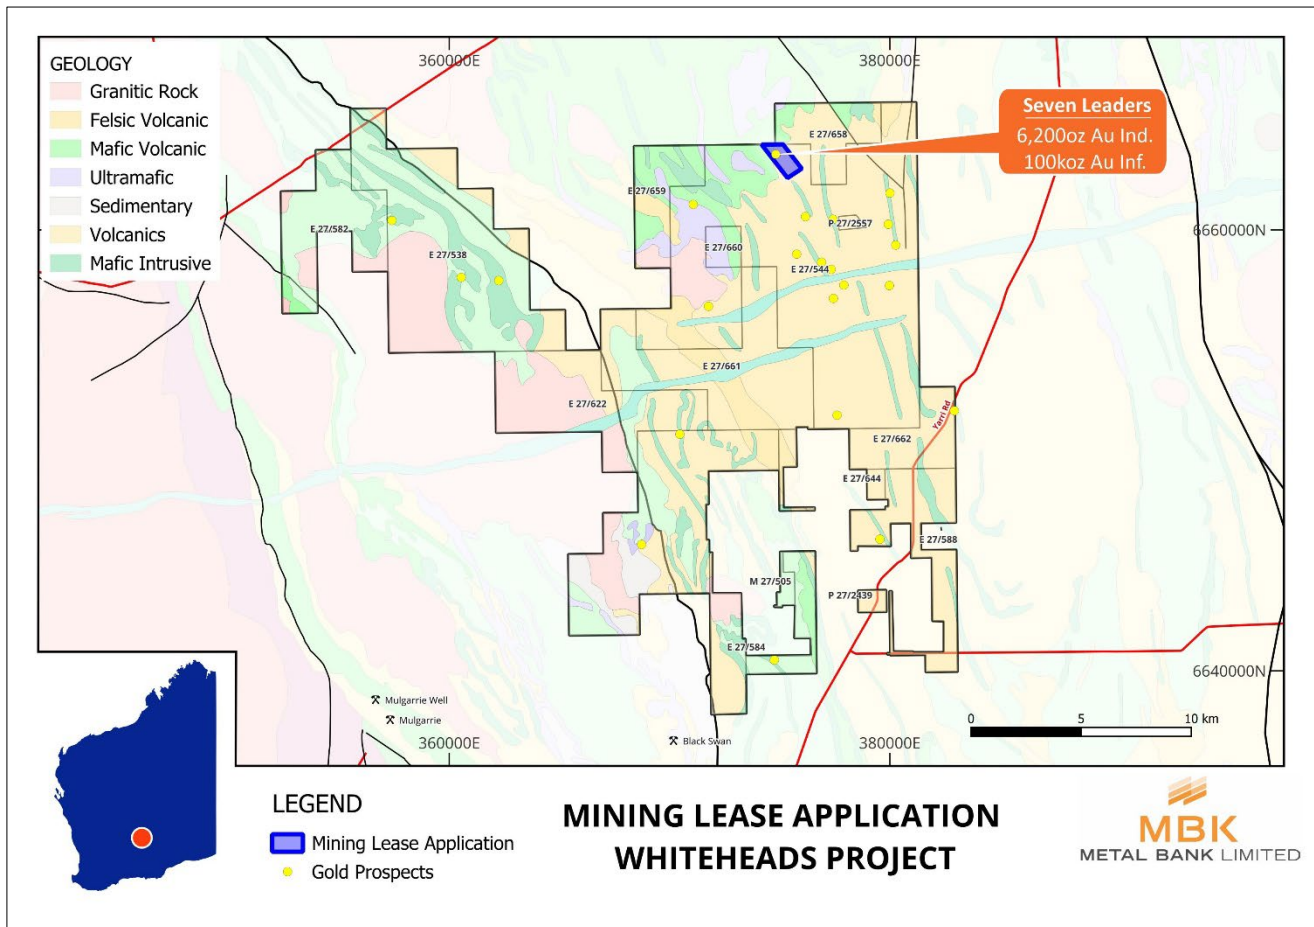 GEOLOGY
Granitic Rock
Felsic Volcanic
Mafic Volcanic
Ultramafic
Sedimentary
Volcanics
Mafic Intrusive
360000E
380000E
Seven Leaders
6,200oz Au Ind.
100koz Au Inf.
E 27/658
E 27/659
P 27/2557
6660000N
E 27/582
E 27/538
E 27/660
E 27/544
E 27/661
E 27/622
Yarri Rd
E 27/662
E 27/644
E 27/588
M 27/505
P 27/2439
E 27/584
6640000N
Mulgarrie Well
Mulgarrie
Black Swan
360000E
380000E
0 5 10 km
LEGEND
Mining Lease Application
Gold Prospects
MINING LEASE APPLICATION
WHITEHEADS PROJECT
MBK
METAL BANK LIMITED